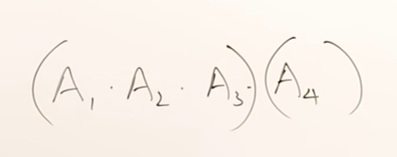 (A₁ · A₂ · A₃)·(A₄)